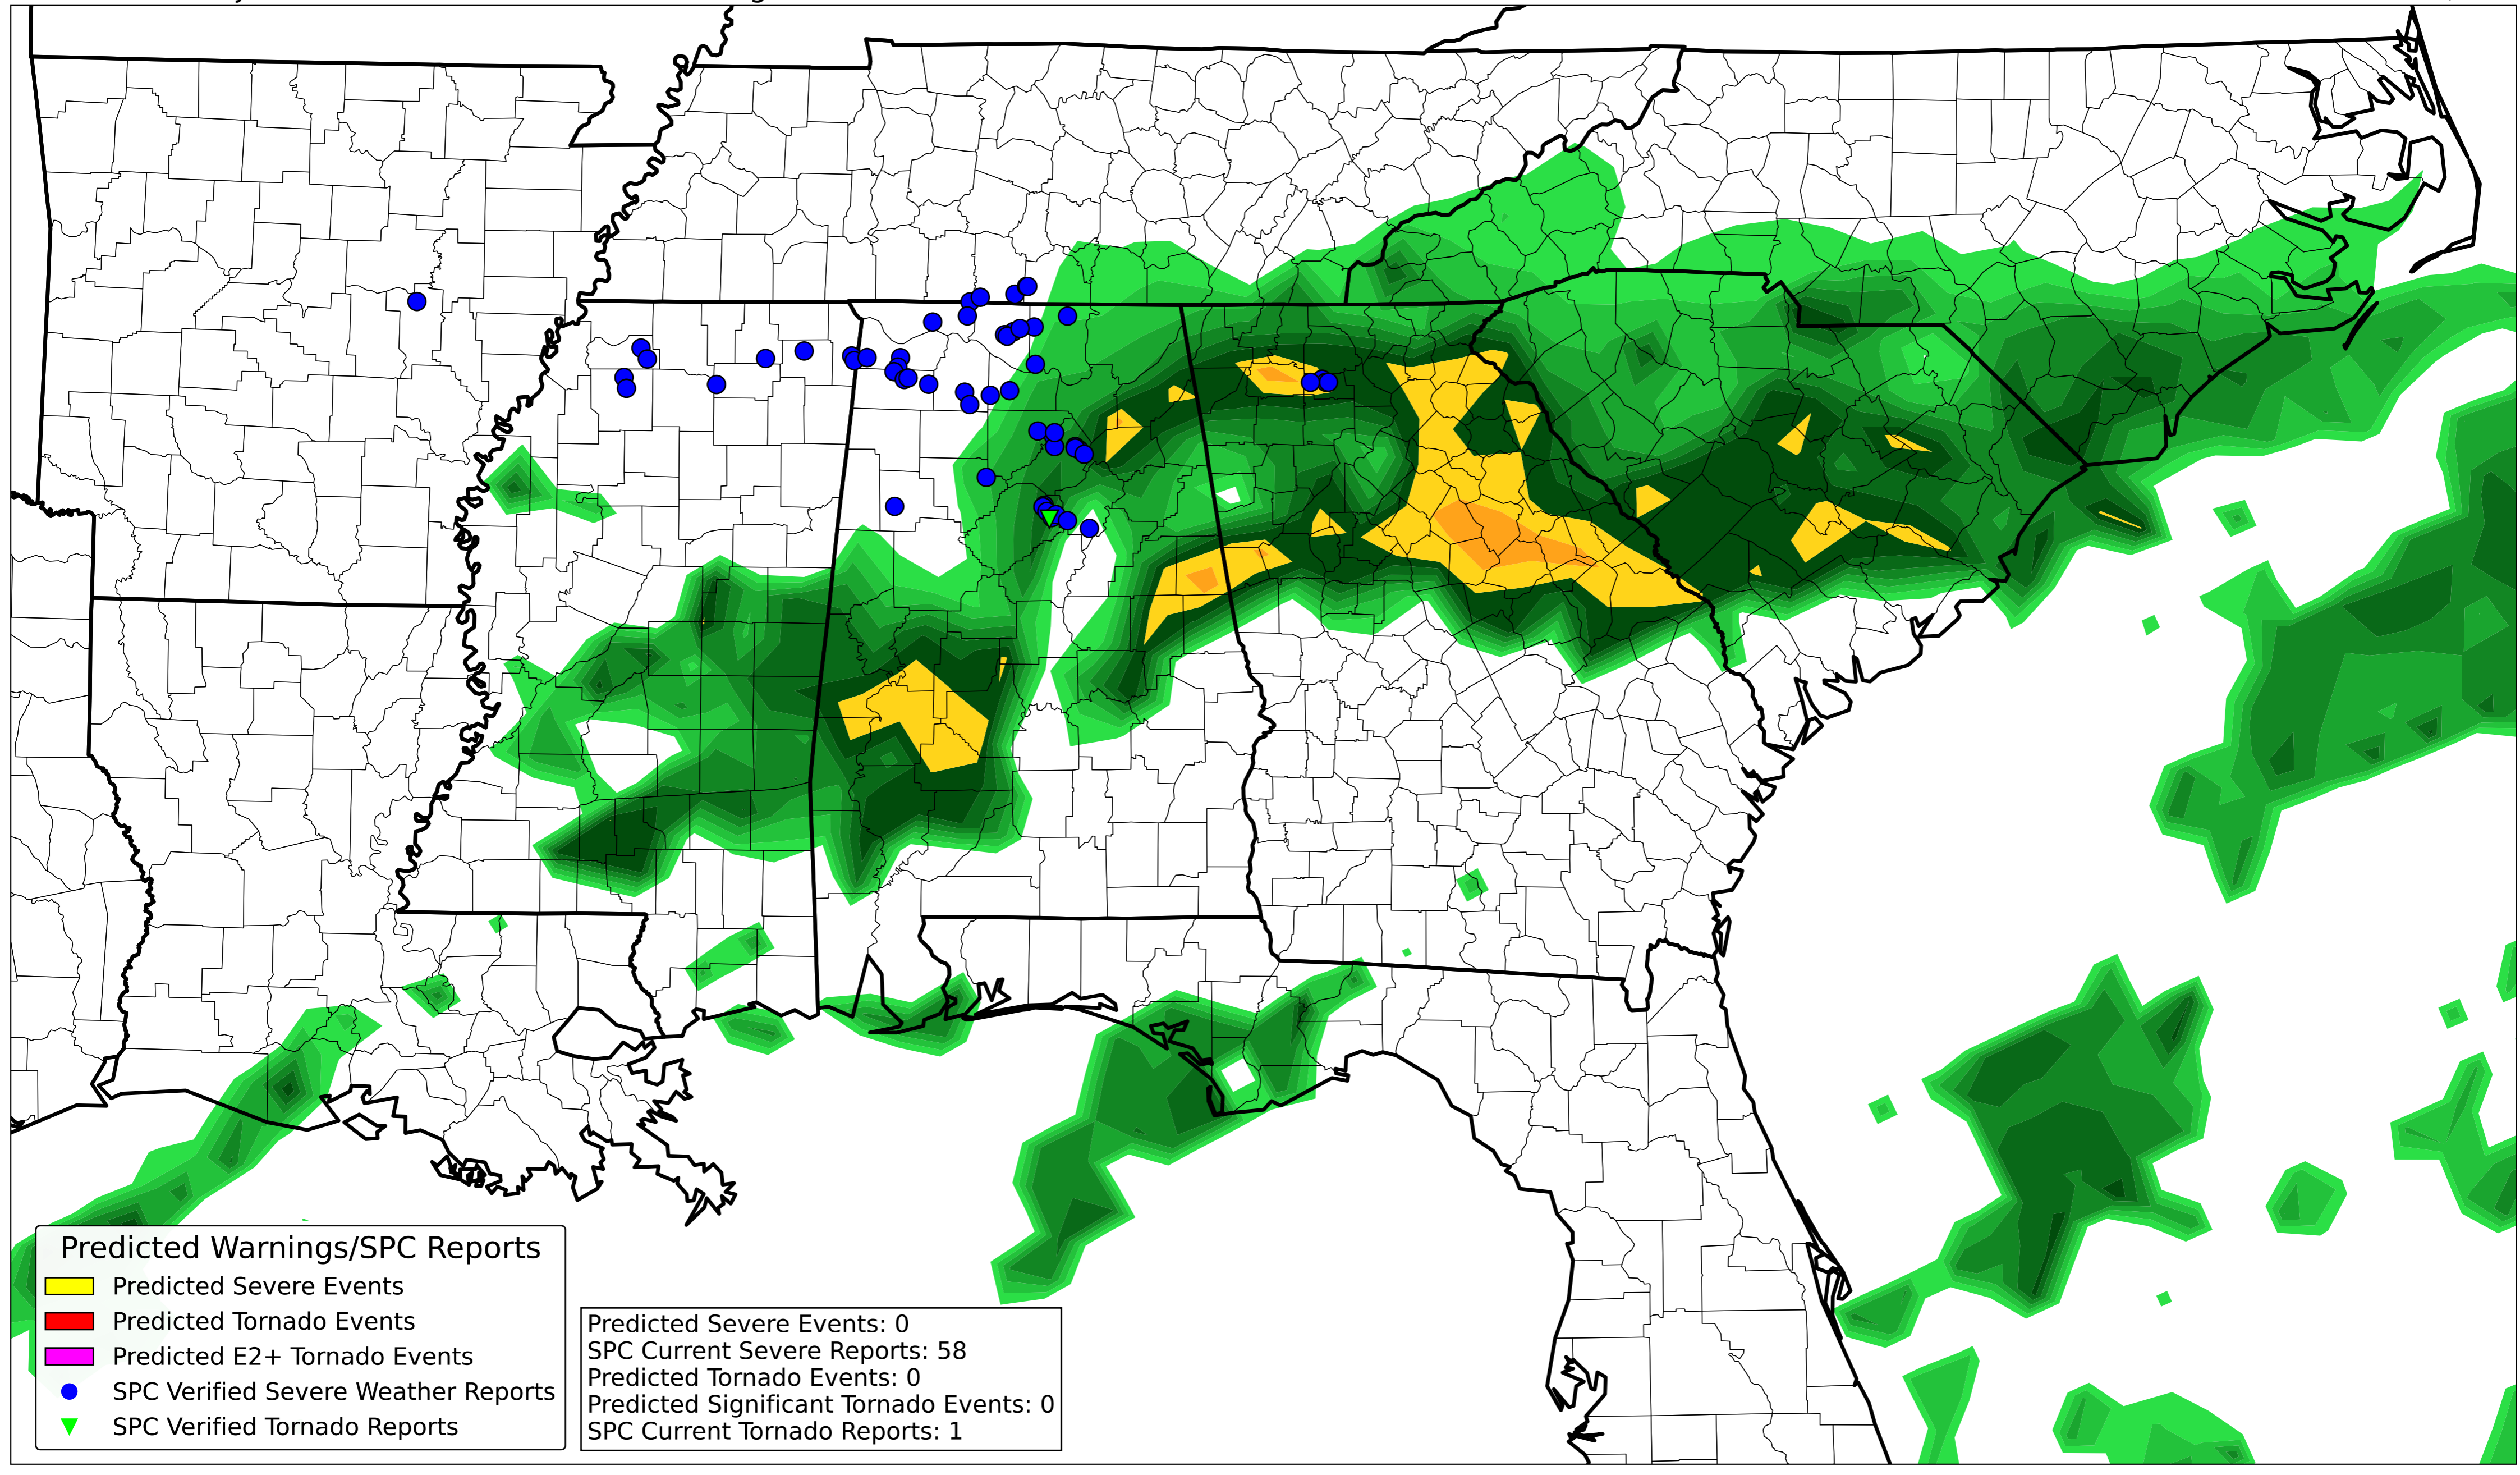 Predicted Warnings/SPC Reports
Predicted Severe Events
Predicted Tornado Events
Predicted E2+ Tornado Events
SPC Verified Severe Weather Reports
SPC Verified Tornado Reports
Predicted Severe Events: 0
SPC Current Severe Reports: 58
Predicted Tornado Events: 0
Predicted Significant Tornado Events: 0
SPC Current Tornado Reports: 1